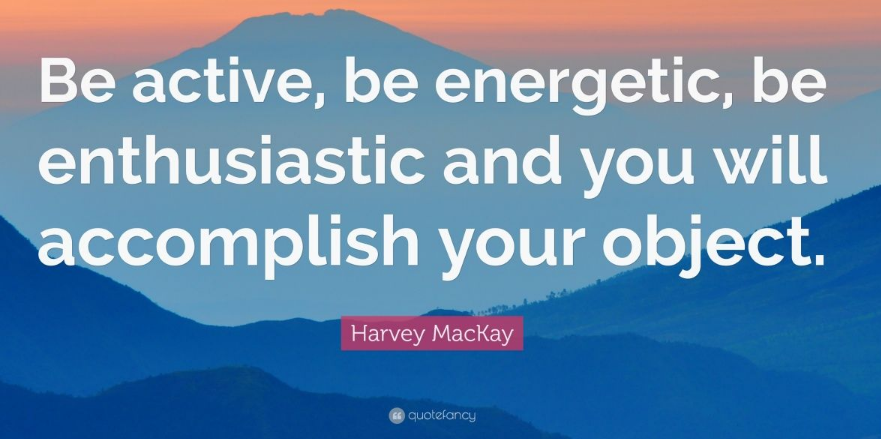 Be active, be energetic, be
enthusiastic and you will
accomplish your object.
Harvey MacKay
quotefancy